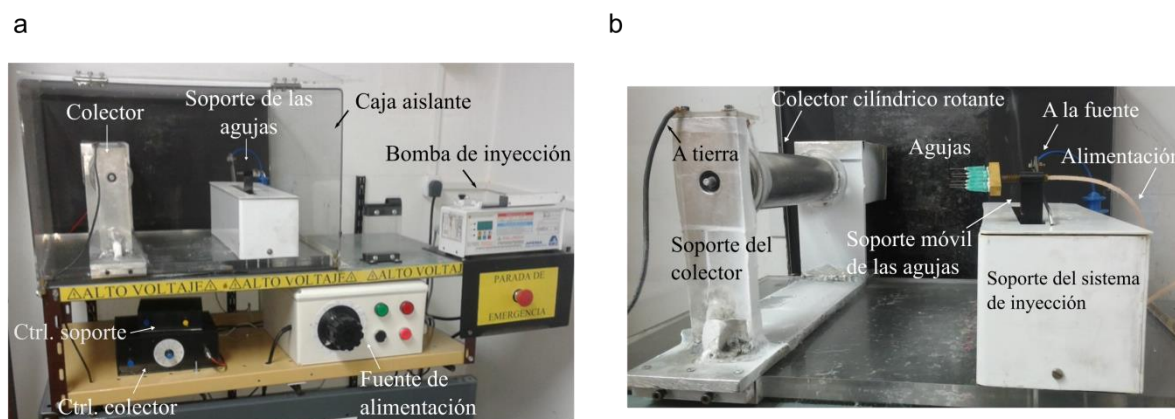 a
b
Colector
Soporte de las
agujas
Caja aislante
Bomba de inyección
ALTO VOLTAJE
ALTO VOLTAJE
ALTO VOLTAJE
PARADA DE
EMERGENCIA
Ctrl. soporte
Ctrl. colector
Fuente de
alimentación
Colector cilíndrico rotante
A la fuente
A tierra
Agujas
Alimentación
Soporte del
colector
Soporte móvil
de las agujas
Soporte del sistema
de inyección